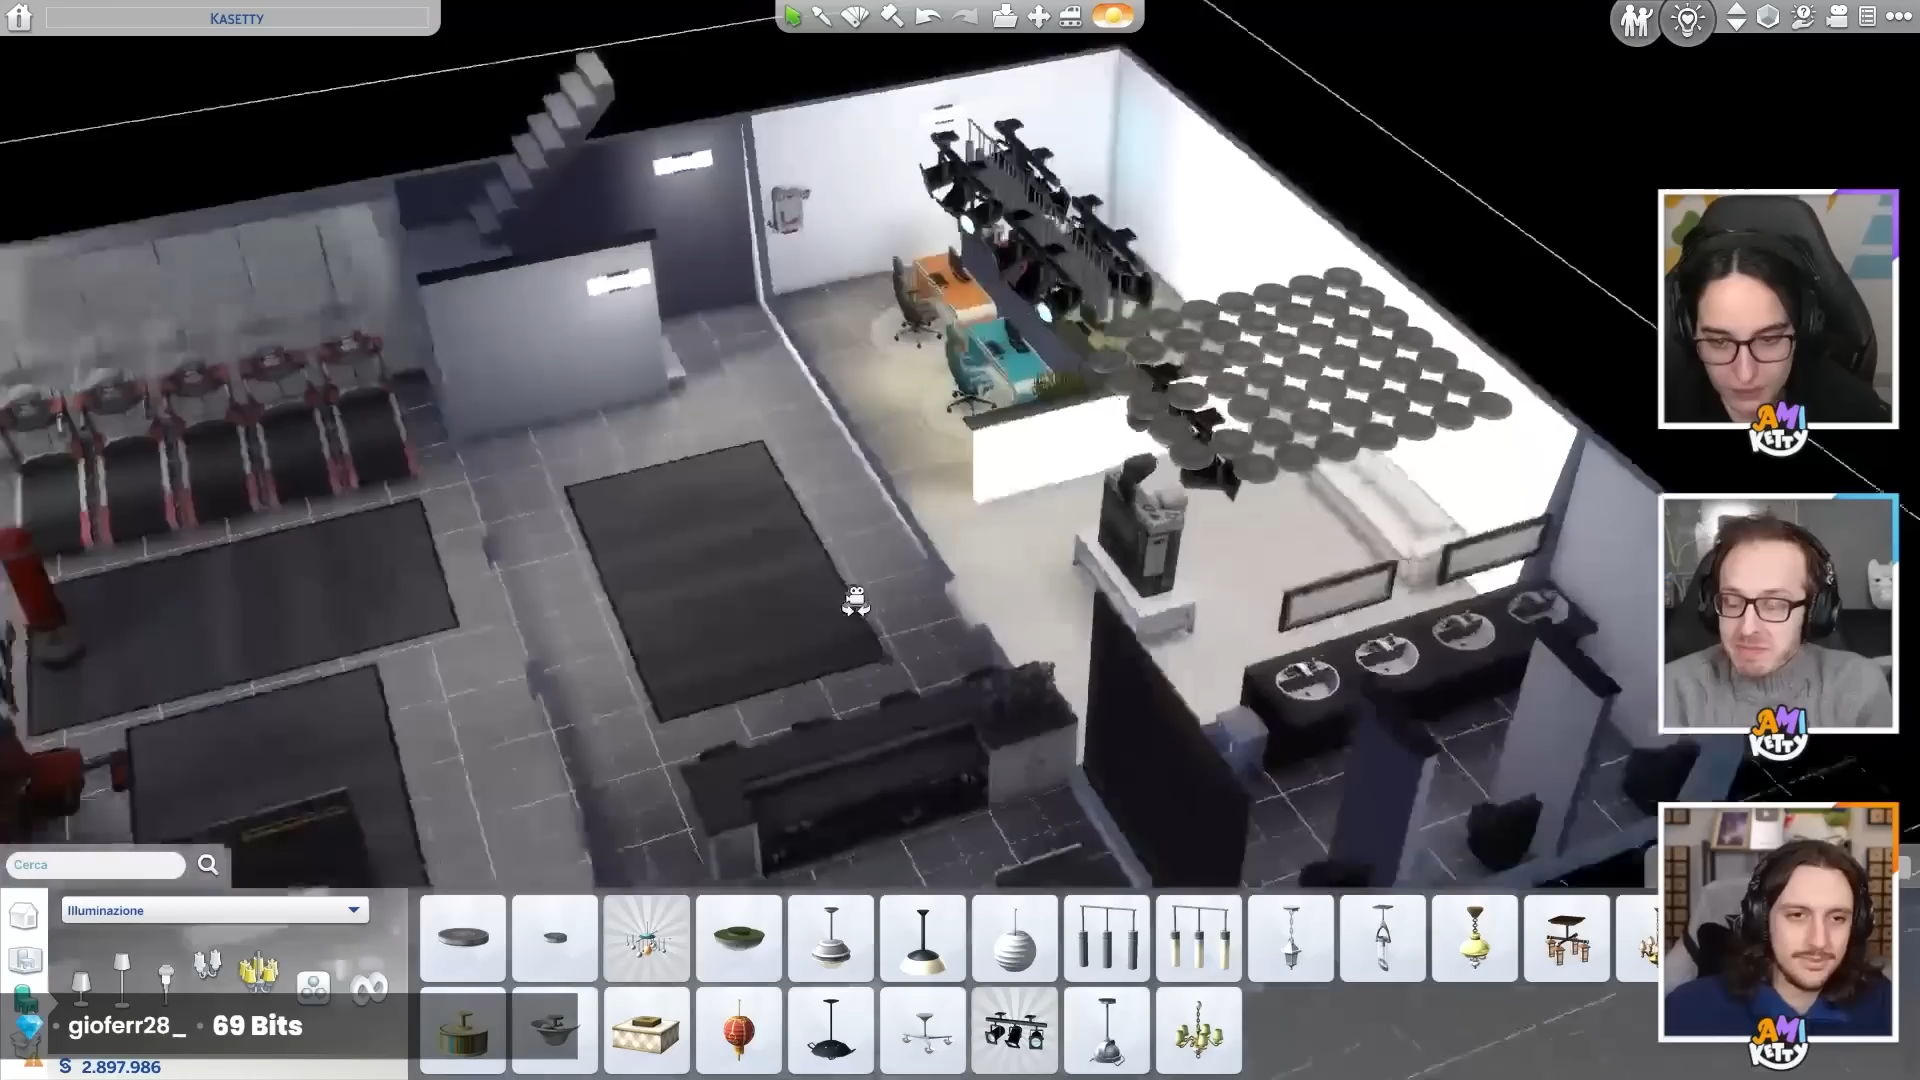 Kasetty
AMI
KETTY
AMI
KETTY
Cerca
Illuminazione
AMI
KETTY
• gioferr28_ • 69 Bits
S 2.897.986